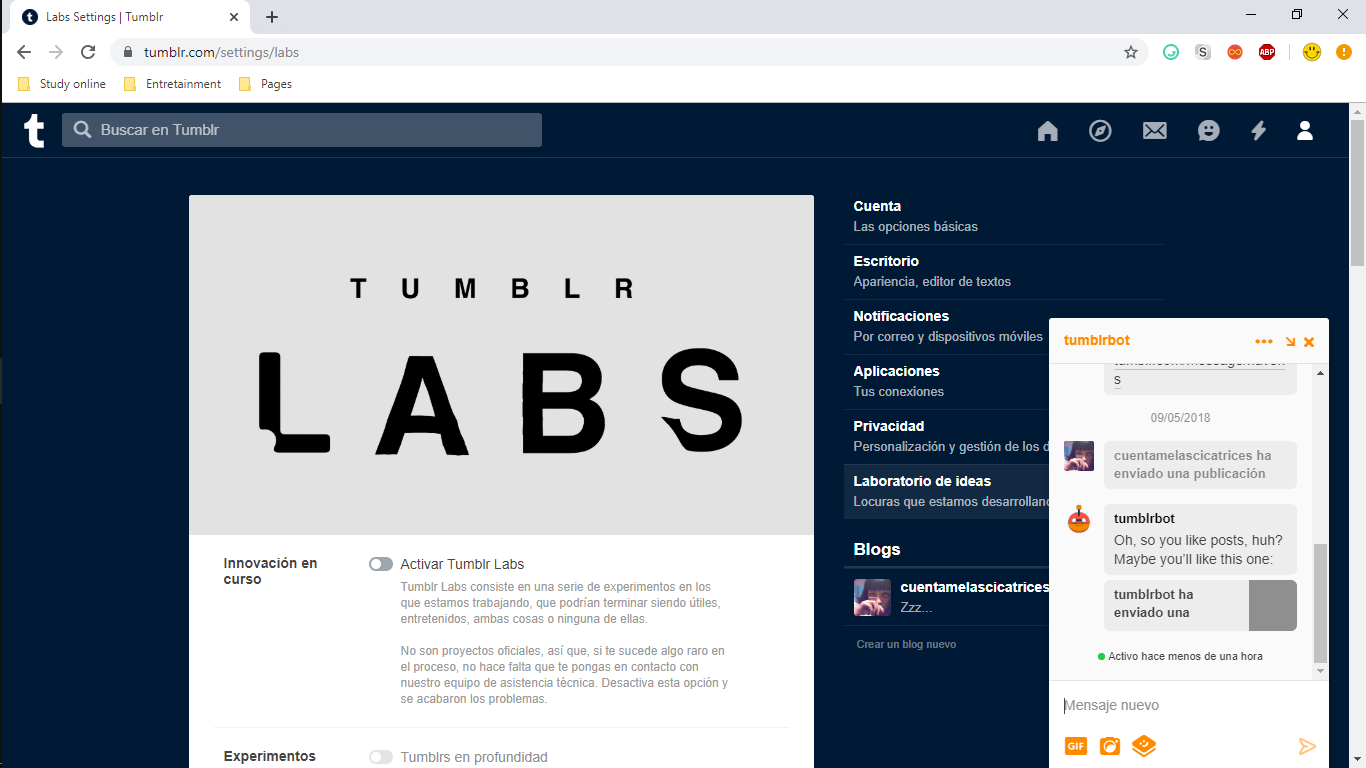 Labs Settings | Tumblr
tumblr.com/settings/labs
S
ABP
Study online
Entretainment
Pages
t
Buscar en Tumblr
TUMBLR
LABS
Innovación en
curso
Activar Tumblr Labs
Tumblr Labs consiste en una serie de experimentos en los
que estamos trabajando, que podrían terminar siendo útiles,
entretenidos, ambas cosas o ninguna de ellas.
No son proyectos oficiales, así que, si te sucede algo raro en
el proceso, no hace falta que te pongas en contacto con
nuestro equipo de asistencia técnica. Desactiva esta opción y
se acabaron los problemas.
Experimentos
Tumblrs en profundidad
Cuenta
Las opciones básicas
Escritorio
Apariencia, editor de textos
Notificaciones
Por correo y dispositivos móviles
Aplicaciones
Tus conexiones
Privacidad
Personalización y gestión de los d
Laboratorio de ideas
Locuras que estamos desarrolland
Blogs
cuentamelascicatrices
Zzz...
Crear un blog nuevo
tumblrbot
s
09/05/2018
cuentamelascicatrices ha
enviado una publicación
tumblrbot
Oh, so you like posts, huh?
Maybe you'll like this one:
tumblrbot ha
enviado una
Activo hace menos de una hora
Mensaje nuevo
GIF